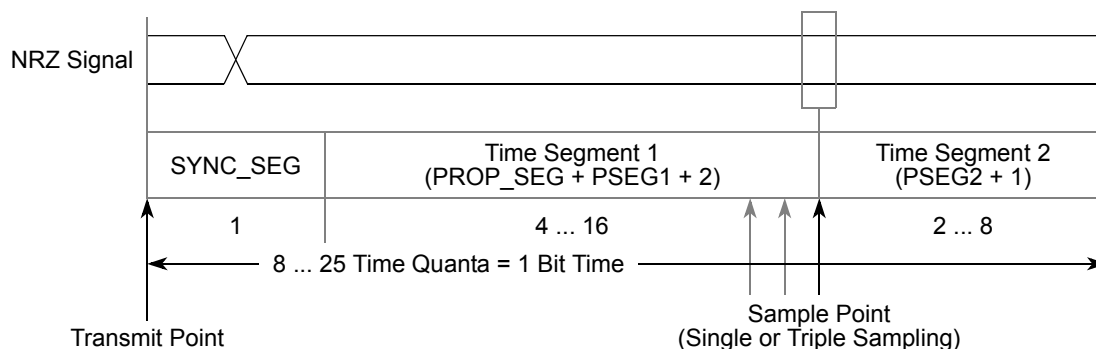 NRZ Signal
SYNC_SEG
Time Segment 1
(PROP_SEG + PSEG1 + 2)
Time Segment 2
(PSEG2 + 1)
1
4 ... 16
2 ... 8
8 ... 25 Time Quanta = 1 Bit Time
Transmit Point
Sample Point
(Single or Triple Sampling)